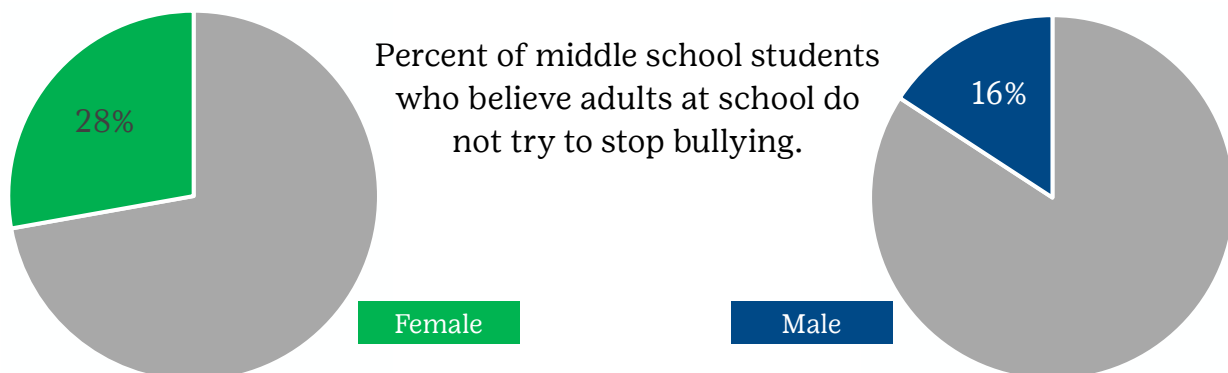 28%
Percent of middle school students
who believe adults at school do
not try to stop bullying.
16%
Female
Male